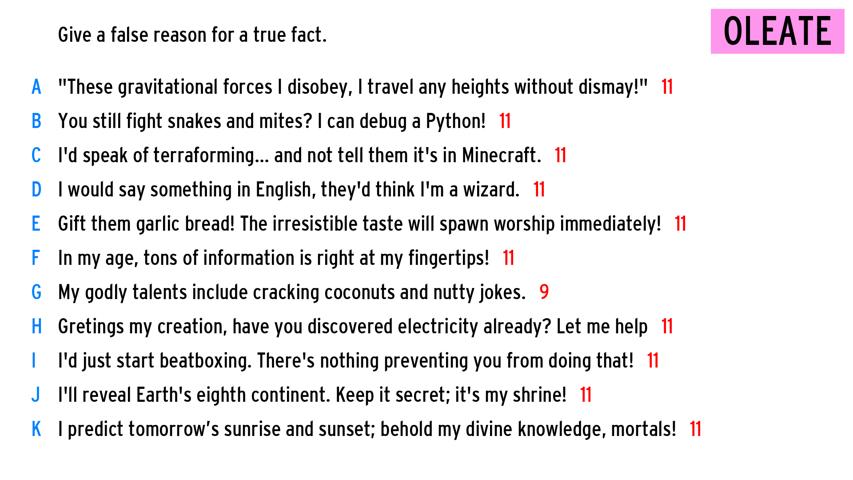 Give a false reason for a true fact.
OLEATE
A "These gravitational forces I disobey, I travel any heights without dismay!" 11
B You still fight snakes and mites? I can debug a Python! 11
C I'd speak of terraforming... and not tell them it's in Minecraft. 11
D I would say something in English, they'd think I'm a wizard. 11
E Gift them garlic bread! The irresistible taste will spawn worship immediately! 11
F In my age, tons of information is right at my fingertips! 11
G My godly talents include cracking coconuts and nutty jokes. 9
H Gretings my creation, have you discovered electricity already? Let me help 11
I I'd just start beatboxing. There's nothing preventing you from doing that! 11
J I'll reveal Earth's eighth continent. Keep it secret; it's my shrine! 11
K I predict tomorrow’s sunrise and sunset; behold my divine knowledge, mortals! 11